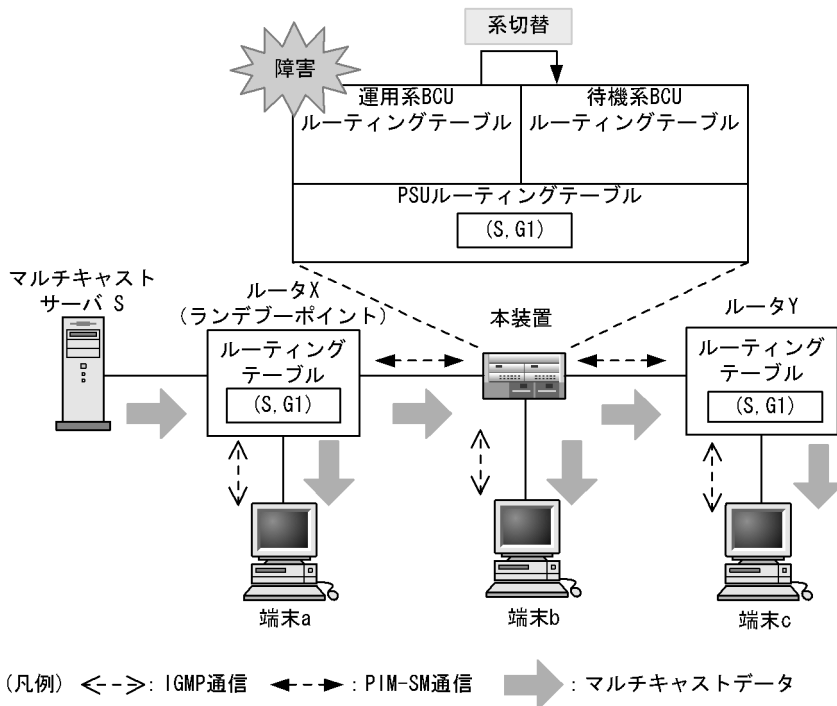 系切替
障害
運用系BCU
ルーティングテーブル
待機系BCU
ルーティングテーブル
PSUルーティングテーブル
(S, G1)
マルチキャスト
サーバ S
ルータX
(ランデブーポイント)
本装置
ルータY
ルーティング
テーブル
(S, G1)
ルーティング
テーブル
(S, G1)
端末a
端末b
端末c
(凡例) : IGMP通信 : PIM-SM通信 : マルチキャストデータ